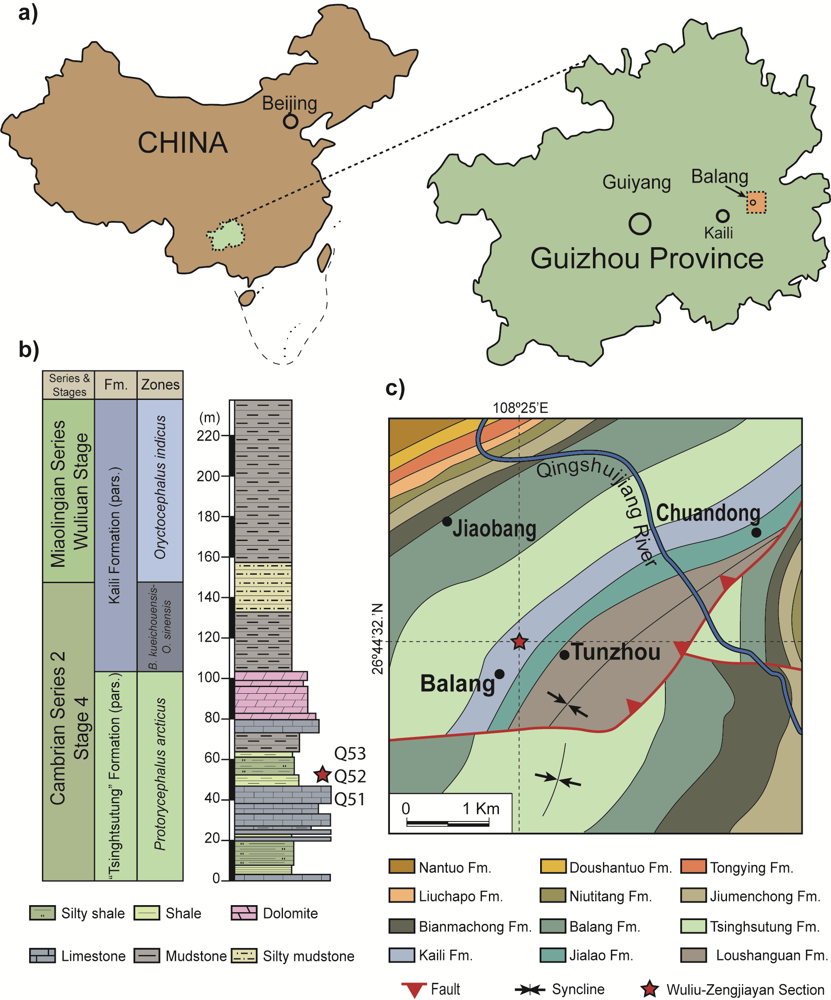 a)
Beijing
CHINA
Guiyang
Balang
Kaili
Guizhou Province
b)
Series &
Stages
Fm.
Zones
Miaolingian Series
Wuliuan Stage
Cambrian Series 2
Stage 4
Kaili Formation (pars.)
“Tsinghtsutung” Formation (pars.)
Oryctocephalus indicus
B. kueichouensis-
O. sinensis
Protorycephalus arcticus
(m)
220
200
180
160
140
120
100
80
60
40
20
0
Q53
Q52
Q51
Silty shale
Shale
Dolomite
Limestone
Mudstone
Silty mudstone
c)
108º25’E
26º44’32.’N
Qingshuijiang River
Chuandong
Jiaobang
Tunzhou
Balang
0 1 Km
Nantuo Fm.
Doushantuo Fm.
Tongying Fm.
Liuchapo Fm.
Niutitang Fm.
Jiumenchong Fm.
Bianmachong Fm.
Balang Fm.
Tsinghsutung Fm.
Kaili Fm.
Jialao Fm.
Loushanguan Fm.
Fault
Syncline
Wuliu-Zengjiayan Section